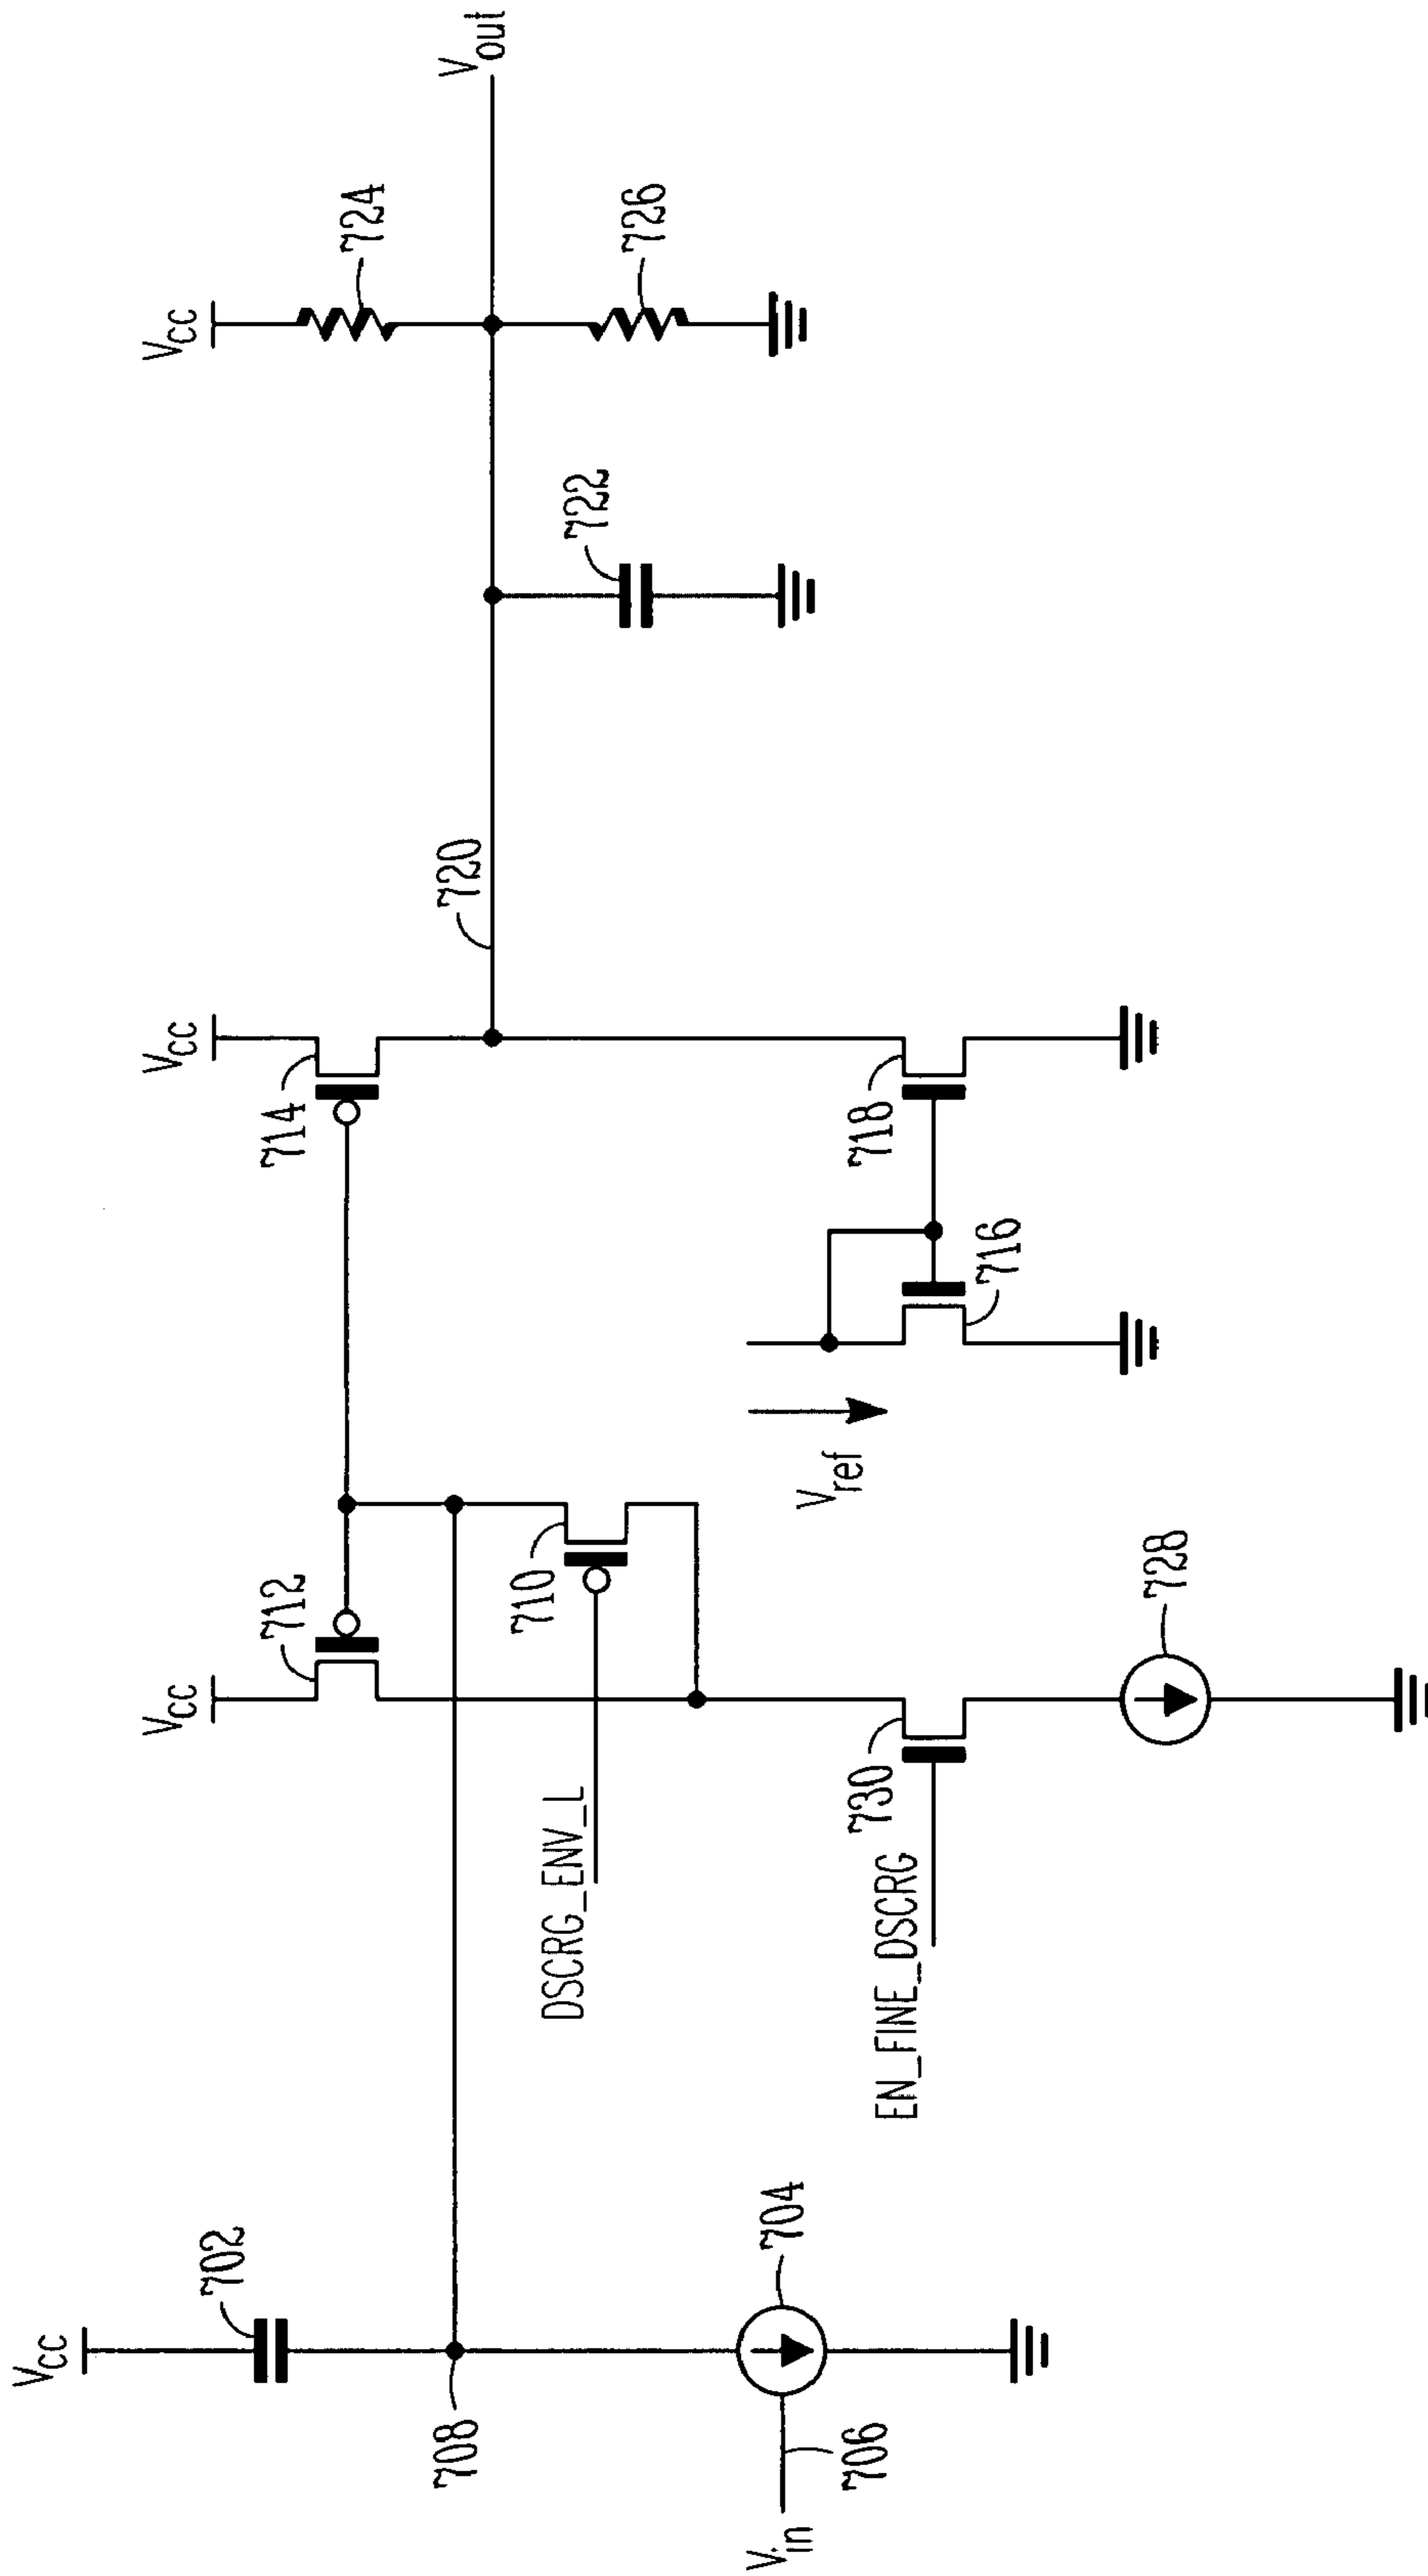 Vcc
702
708
Vin
706
704
Vcc
712
DSCRG_ENV_L
710
EN_FINE_DSCRG
730
728
Vref
716
Vcc
714
718
720
722
Vcc
724
726
Vout